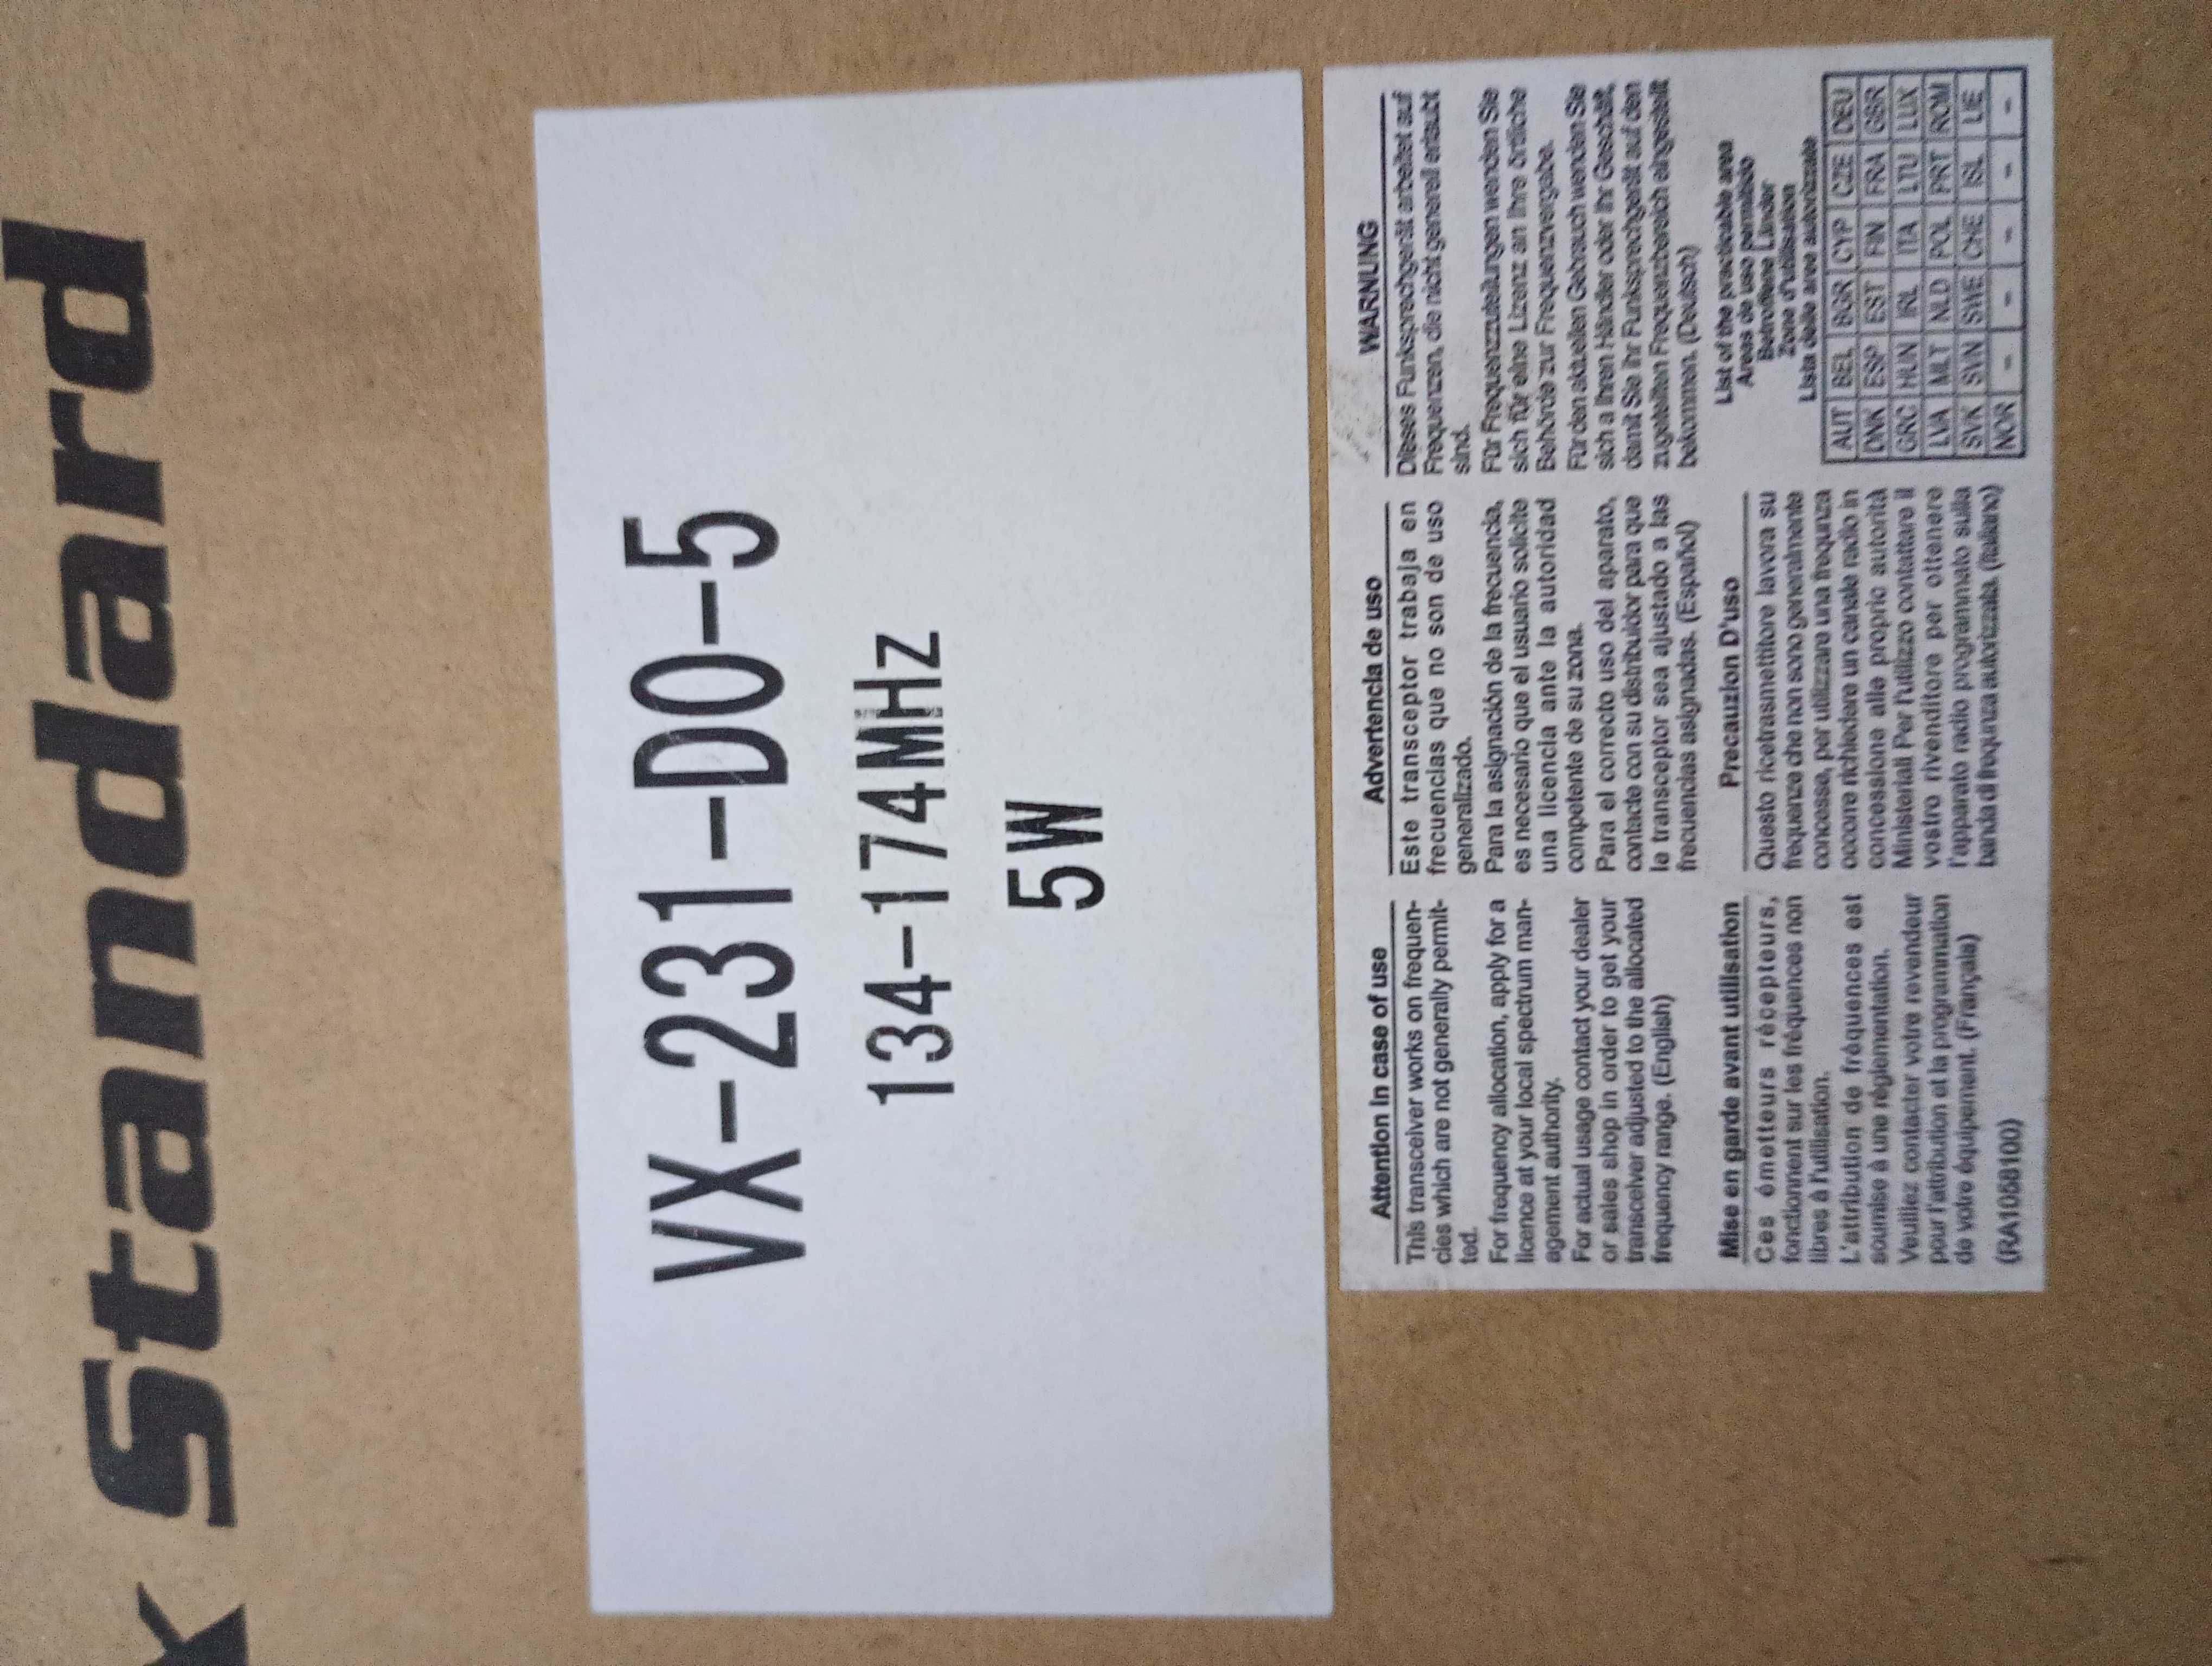 Standard
VX-231-D0-5
134-174MHz
5W
Attention in case of use
This transceiver works on frequen-
cies which are not generally permit-
ted.
For frequency allocation, apply for a
licence at your local spectrum man-
agement authority.
For actual usage contact your dealer
or sales shop in order to get your
transceiver adjusted to the allocated
frequency range. (English)
Mise en garde avant utilisation
Ces émetteurs récepteurs,
fonctionnent sur les fréquences non
libres à l'utilisation.
L'attribution de fréquences est
soumise à une réglementation.
Veuillez contacter votre revendeur
pour l'attribution et la programmation
de votre équipement. (Français)
(RA1058100)
Advertencia de uso
Este transceptor trabaja en
frecuencias que no son de uso
generalizado.
Para la asignación de la frecuencia,
es necesario que el usuario solicite
una licencia ante la autoridad
competente de su zona.
Para el correcto uso del aparato,
contacte con su distribuidor para que
le transceptor sea ajustado a las
frecuencias asignadas. (Español)
Precauzion D'uso
Questo ricetrasmettitore lavora su
frequenze che non sono generalmente
concesse, per utilizzare una frequnza
occorre richiedere un canale radio in
concessione alle proprie autorità
Ministeriali Per l'utilizzo contattare il
vostro rivenditore per ottenere
l'apparato radio programmato sulla
banda di frequnza autorizzata. (Italiano)
WARNUNG
Dieses Funksprechgerät arbeitet auf
Frequenzen, die nicht generell erlaubt
sind.
Für Frequenzzuteilungen wenden Sie
sich für eine Lizenz an Ihre örtliche
Behörde zur Frequenzvergabe.
Für den aktuellen Gebrauch wenden Sie
sich a Ihren Händler oder Ihr Geschäft,
damit Sie ihr Funksprechgerät auf den
zugeteilten Frequenzbereich eingestellt
bekommen. (Deutsch)
List of the practicable area
Areas de uso permitido
Betroffene Länder
Zone d'utilisation
Lista delle aree autorizzate
AUT BEL BGR CYP CZE DEU
DNK ESP EST FIN FRA GBR
GRC HUN IRL ITA LTU LUX
LVA MLT NLD POL PRT ROM
SVK SVN SWE CHE ISL LIE
NOR - - - - -